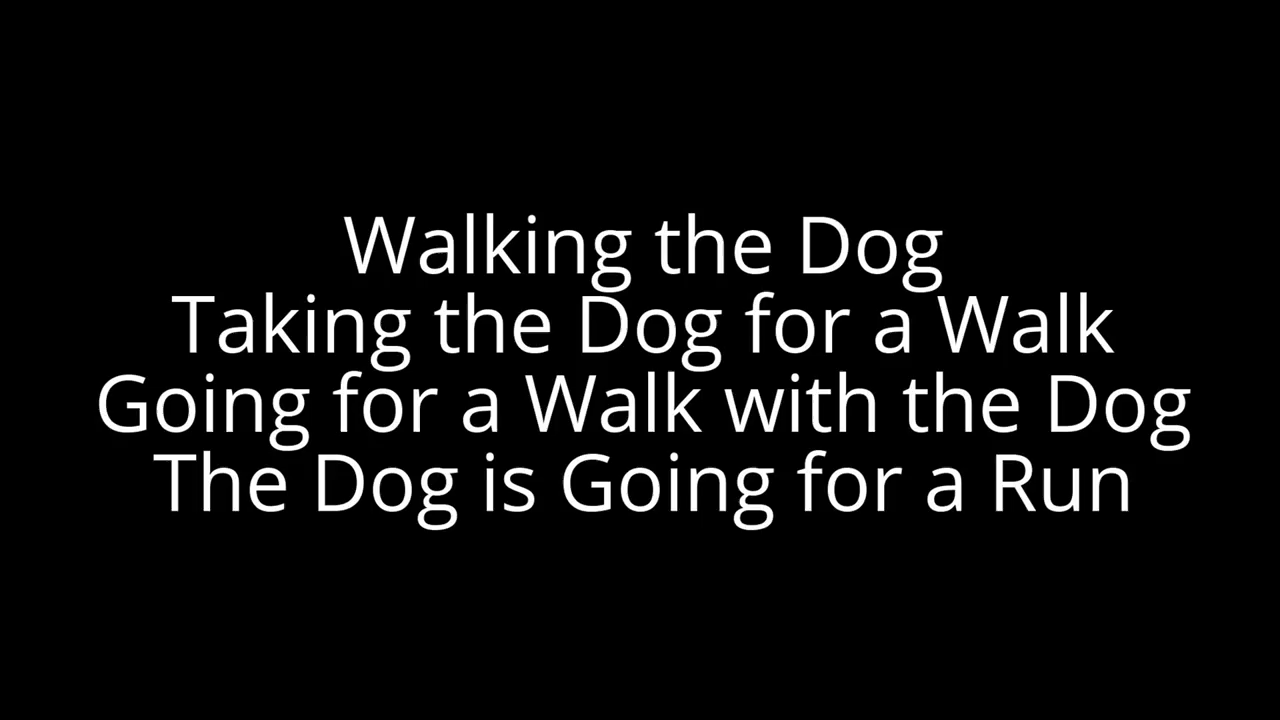 Walking the Dog
Taking the Dog for a Walk
Going for a Walk with the Dog
The Dog is Going for a Run